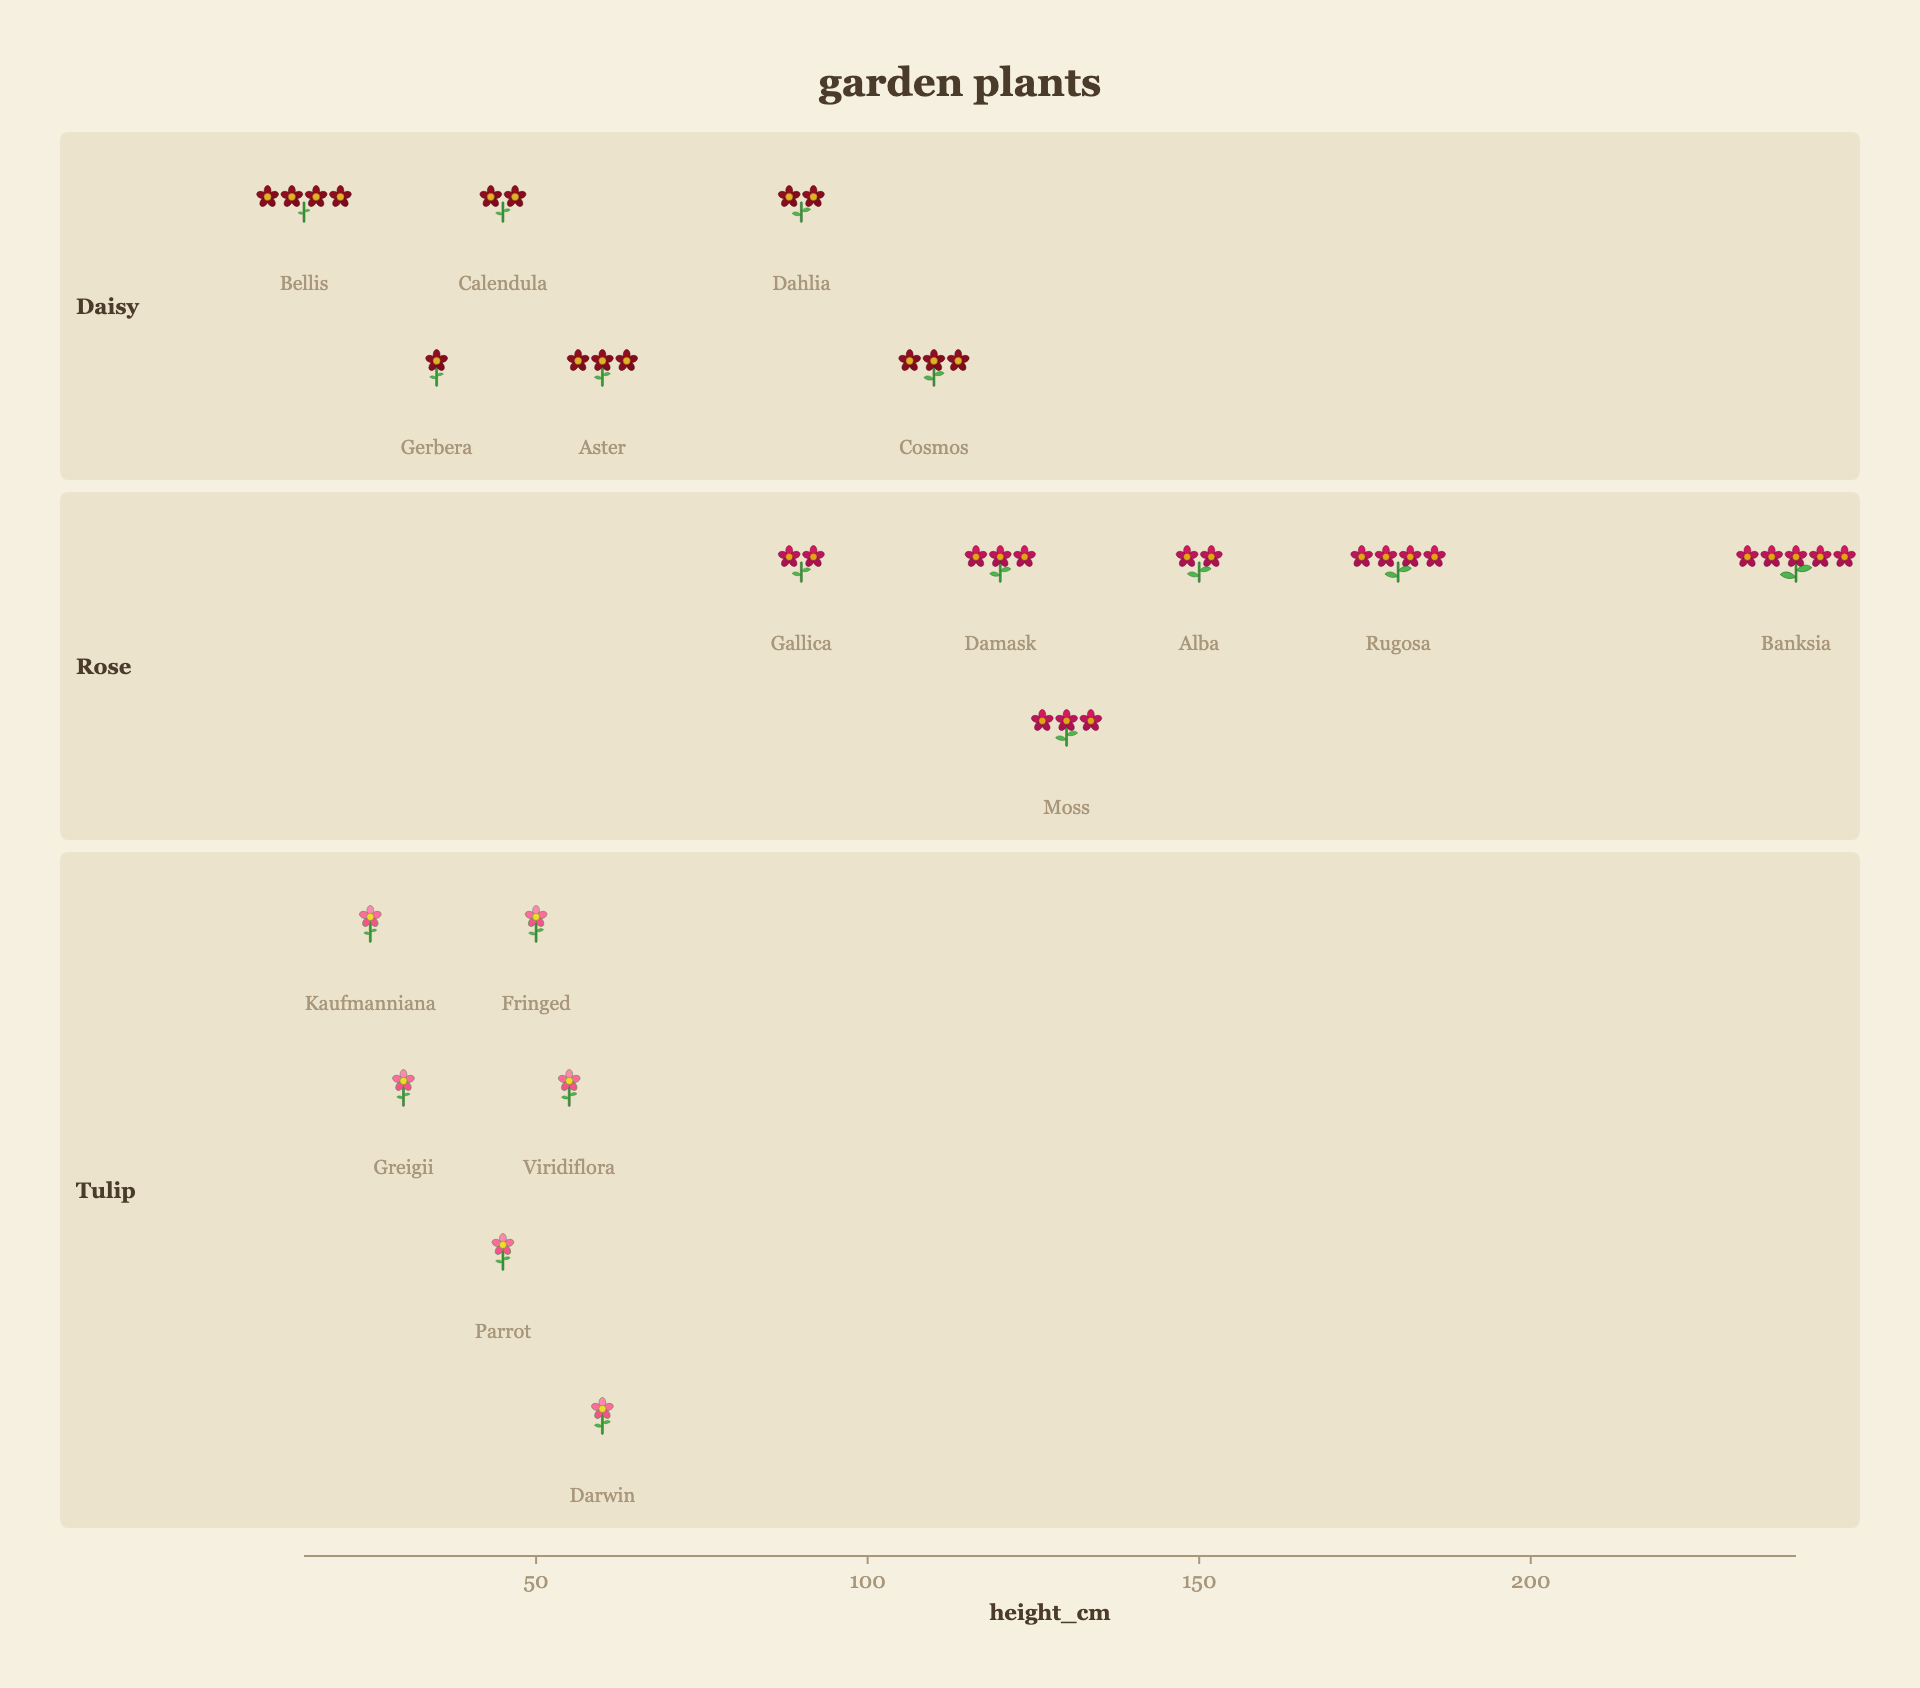 garden plants
Daisy
Bellis
Calendula
Dahlia
Gerbera
Aster
Cosmos
Rose
Gallica
Damask
Alba
Rugosa
Banksia
Moss
Tulip
Kaufmanniana
Fringed
Greigii
Viridiflora
Parrot
Darwin
50
100
150
200
height_cm